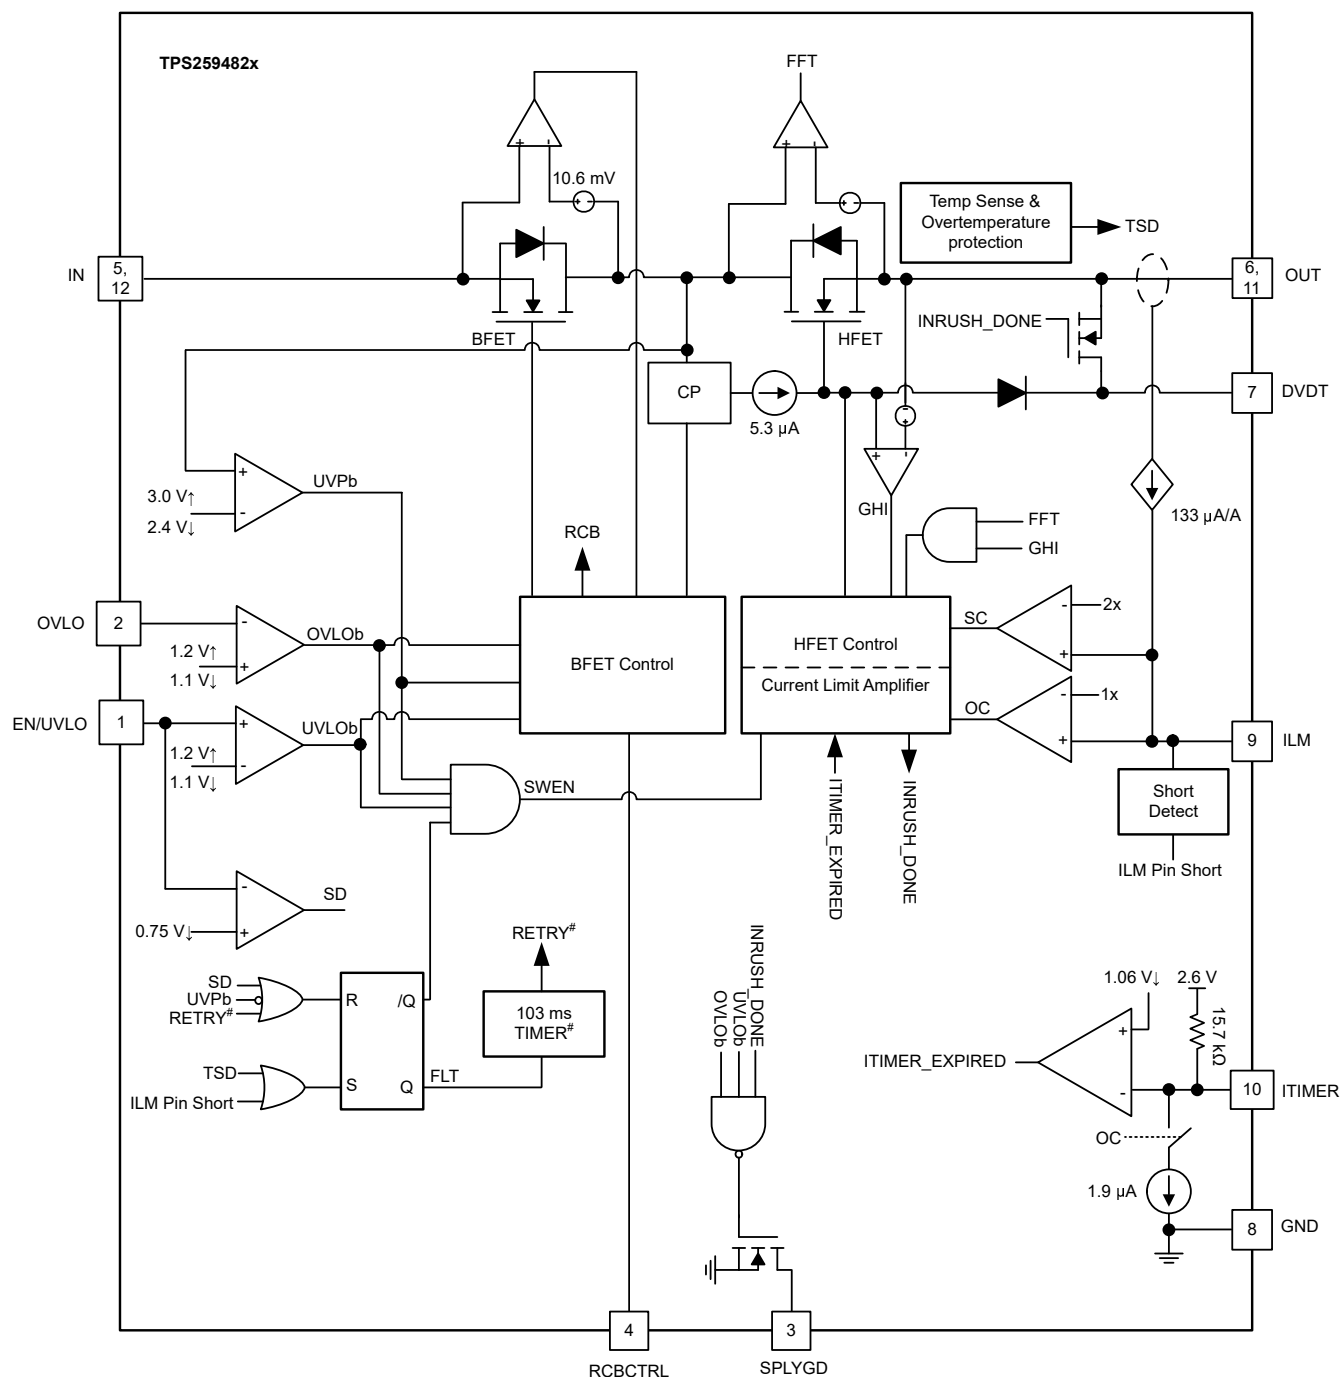 TPS259482x
FFT
10.6 mV
+
-
+
-
+
-
+
-
Temp Sense &
Overtemperature
protection
TSD
IN
5,
12
6,
11
OUT
BFET
HFET
INRUSH_DONE
CP
5.3 µA
-
+
7
DVDT
+
-
GHI
UVPb
+
3.0 V↑
-
2.4 V↓
133 µA/A
RCB
FFT
GHI
OVLO
2
-
OVLOb
1.2 V↑
+
1.1 V↓
BFET Control
HFET Control
Current Limit Amplifier
SC
-
2x
+
EN/UVLO
1
+
UVLOb
1.2 V↑
-
1.1 V↓
OC
-
1x
+
9
ILM
SWEN
ITIMER_EXPIRED
INRUSH_DONE
Short
Detect
ILM Pin Short
-
SD
0.75 V↓
+
RETRY#
SD
UVPb
RETRY#
R
/Q
103 ms
TIMER#
TSD
ILM Pin Short
S
Q
FLT
OVLOb
UVLOb
INRUSH_DONE
1.06 V↓
2.6 V
+
15.7 kΩ
ITIMER_EXPIRED
-
10
ITIMER
OC
1.9 µA
8
GND
4
3
RCBCTRL
SPLYGD